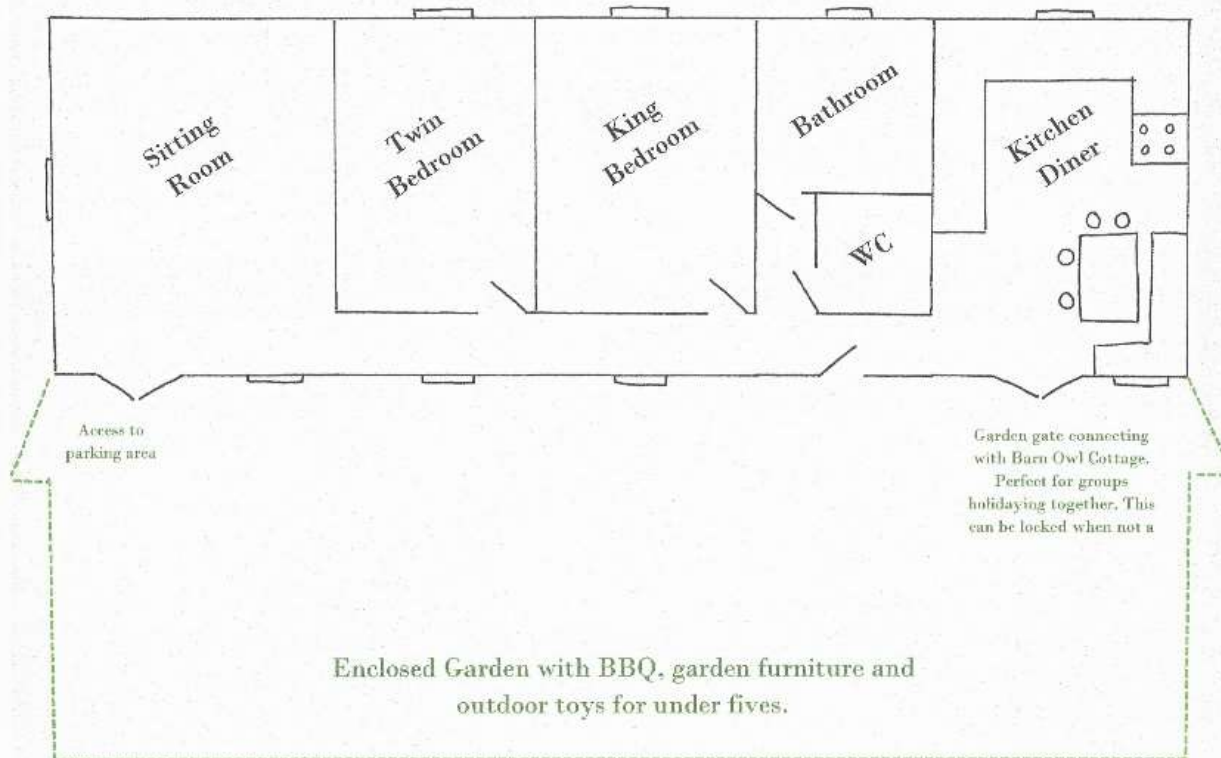 Sitting
Room
Twin
Bedroom
King
Bedroom
Bathroom
WC
Kitchen
Diner
Access to
parking area
Garden gate connecting
with Barn Owl Cottage.
Perfect for groups
holidaying together. This
can be locked when not a
Enclosed Garden with BBQ, garden furniture and
outdoor toys for under fives.